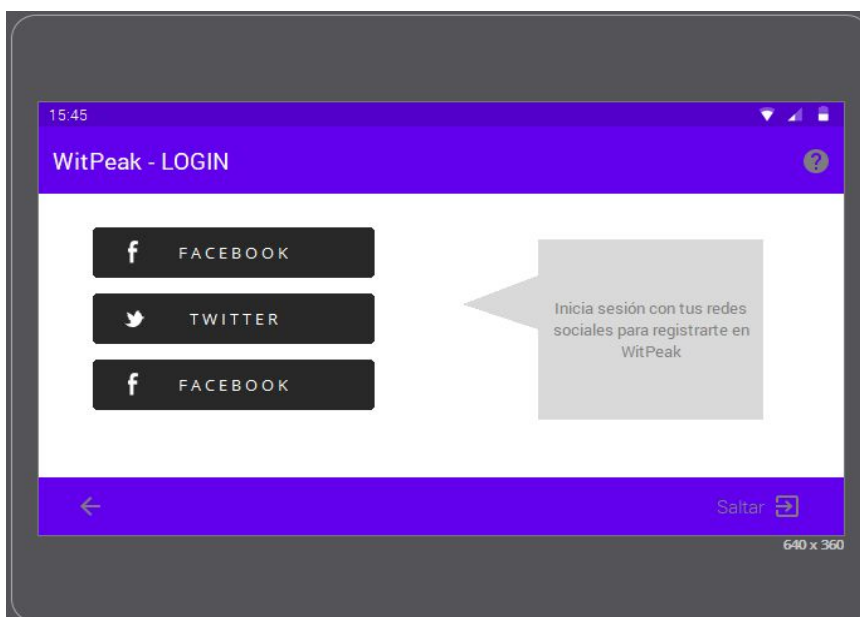 15:45
WitPeak - LOGIN
FACEBOOK
TWITTER
FACEBOOK
Inicia sesión con tus redes
sociales para registrarte en
WitPeak
Saltar
640 x 360